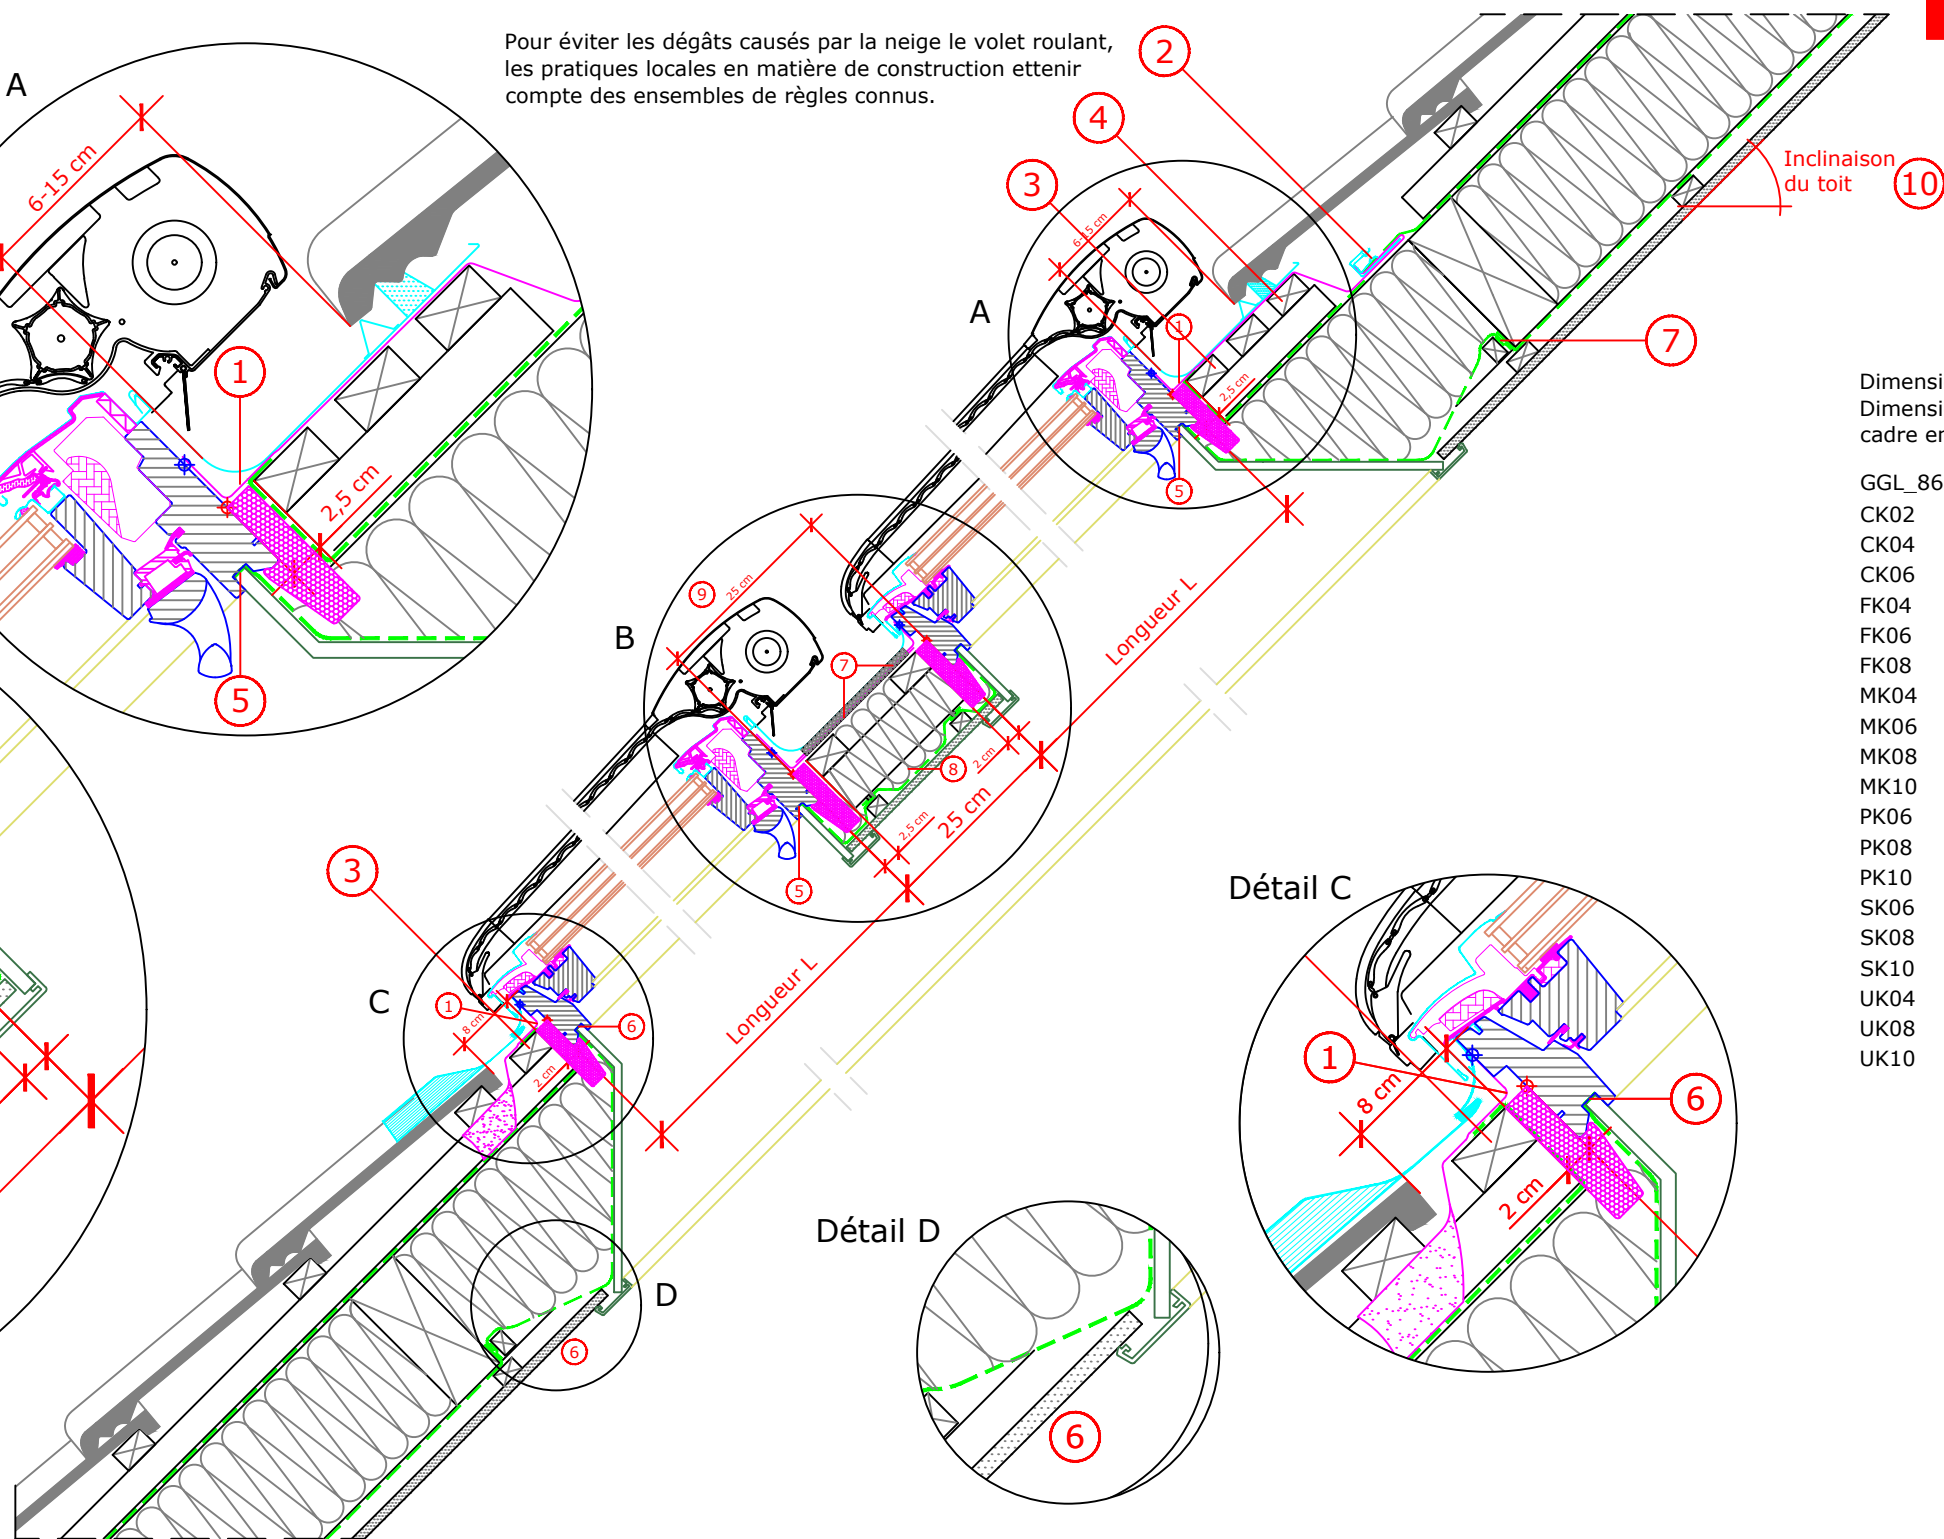 Pour éviter les dégâts causés par la neige le volet roulant,
les pratiques locales en matière de construction ettenir
compte des ensembles de règles connus.
A
6-15 cm
1
2,5 cm
5
2
4
3
6-15 cm
A
1
2,5 cm
5
7
Inclinaison
du toit
10
9
25 cm
B
7
8
2 cm
2,5 cm
25 cm
5
Longueur L
Longueur L
3
C
1
8 cm
6
2 cm
D
6
Détail D
6
Détail C
1
8 cm
6
2 cm
Dimensi
Dimensi
cadre en
GGL_86
CK02
CK04
CK06
FK04
FK06
FK08
MK04
MK06
MK08
MK10
PK06
PK08
PK10
SK06
SK08
SK10
UK04
UK08
UK10